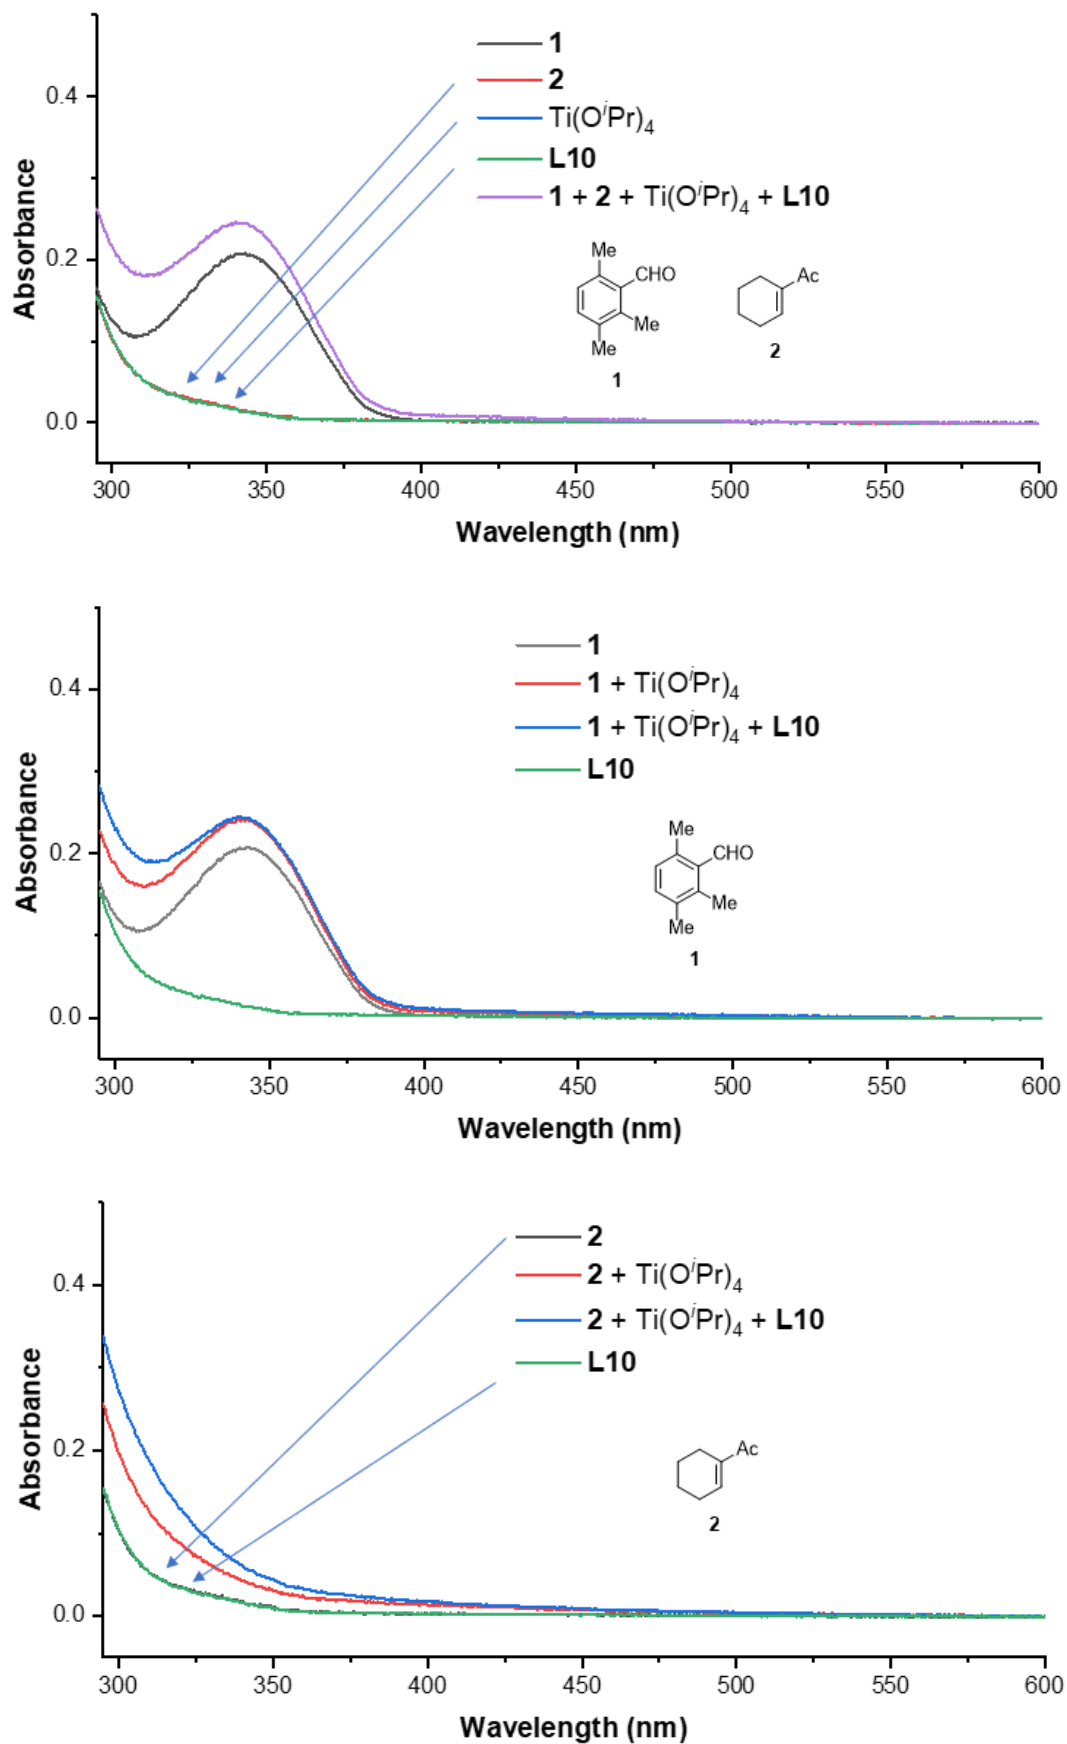 1
2
Ti(OⁱPr)₄
L10
1 + 2 + Ti(OⁱPr)₄ + L10
0.4
0.2
0.0
Absorbance
Me
CHO
Me
Me
1
Ac
2
300 350 400 450 500 550 600
Wavelength (nm)
1
1 + Ti(OⁱPr)₄
1 + Ti(OⁱPr)₄ + L10
L10
0.4
0.2
0.0
Absorbance
Me
CHO
Me
Me
1
300 350 400 450 500 550 600
Wavelength (nm)
2
2 + Ti(OⁱPr)₄
2 + Ti(OⁱPr)₄ + L10
L10
0.4
0.2
0.0
Absorbance
Ac
2
300 350 400 450 500 550 600
Wavelength (nm)